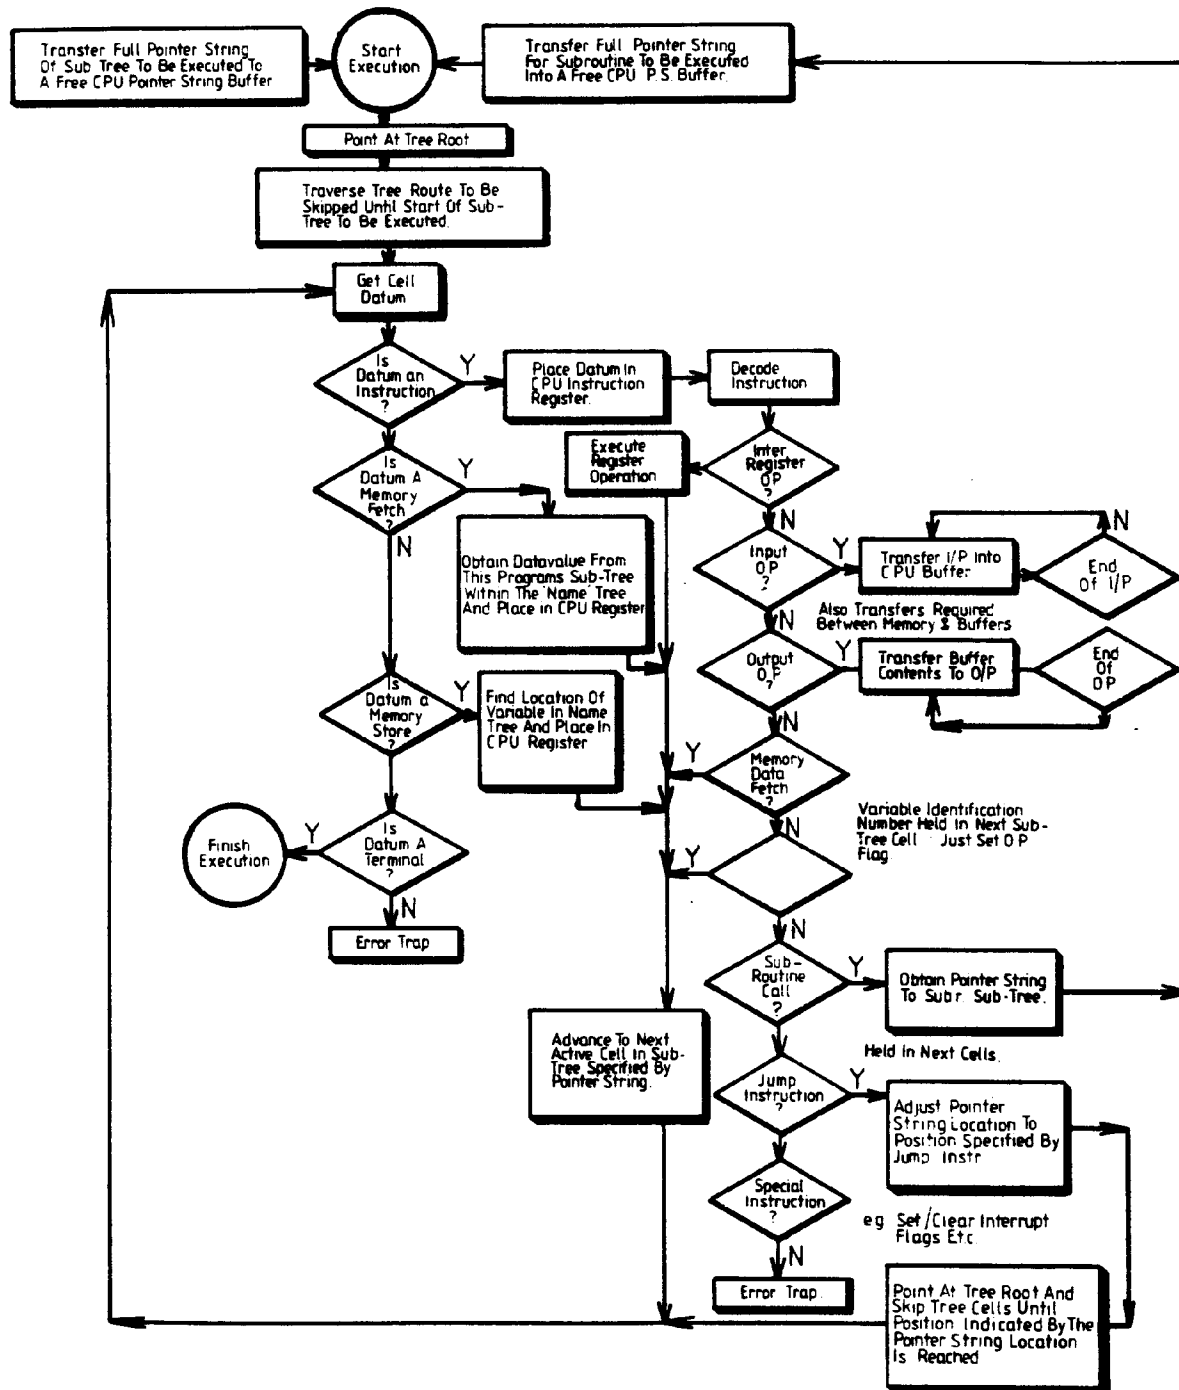 Transfer Full Pointer String
Of Sub Tree To Be Executed To
A Free CPU Pointer String Buffer
Start
Execution
Transfer Full Pointer String
For Subroutine To Be Executed
Into A Free CPU P.S. Buffer.
Point At Tree Root
Traverse Tree Route To Be
Skipped Until Start Of Sub-
Tree To Be Executed.
Get Cell
Datum
Is
Datum an
Instruction
?
Y
Place Datum In
CPU Instruction
Register.
Decode
Instruction
Is
Datum A
Memory
Fetch
?
Y
N
Execute
Register
Operation
Inter
Register
OP
?
N
Obtain Datavalue From
This Programs Sub-Tree
Within The 'Name' Tree
And Place in CPU Register
Input
OP
?
Y
Transfer I/P Into
CPU Buffer
N
End
Of I/P
N
Also Transfers Required
Between Memory & Buffers
Output
O.P
?
Y
Transfer Buffer
Contents To O/P
End
Of
OP
N
Is
Datum a
Memory
Store
?
Y
Find Location Of
Variable In Name
Tree And Place In
CPU Register
Y
Memory
Data
Fetch
?
N
Variable Identification
Number Held In Next Sub-
Tree Cell Just Set O P
Flag.
Finish
Execution
Y
Is
Datum A
Terminal
?
N
Error Trap
Y
N
Sub-
Routine
Call
?
Y
Obtain Pointer String
To Subr. Sub-Tree.
Held In Next Cells.
Advance To Next
Active Cell In Sub-
Tree Specified By
Pointer String.
Jump
Instruction
?
Y
Adjust Pointer
String Location To
Position Specified By
Jump Instr
Special
Instruction
?
N
e g Set/Clear Interrupt
Flags Etc.
Error Trap.
Point At Tree Root And
Skip Tree Cells Until
Position Indicated By The
Pointer String Location
Is Reached